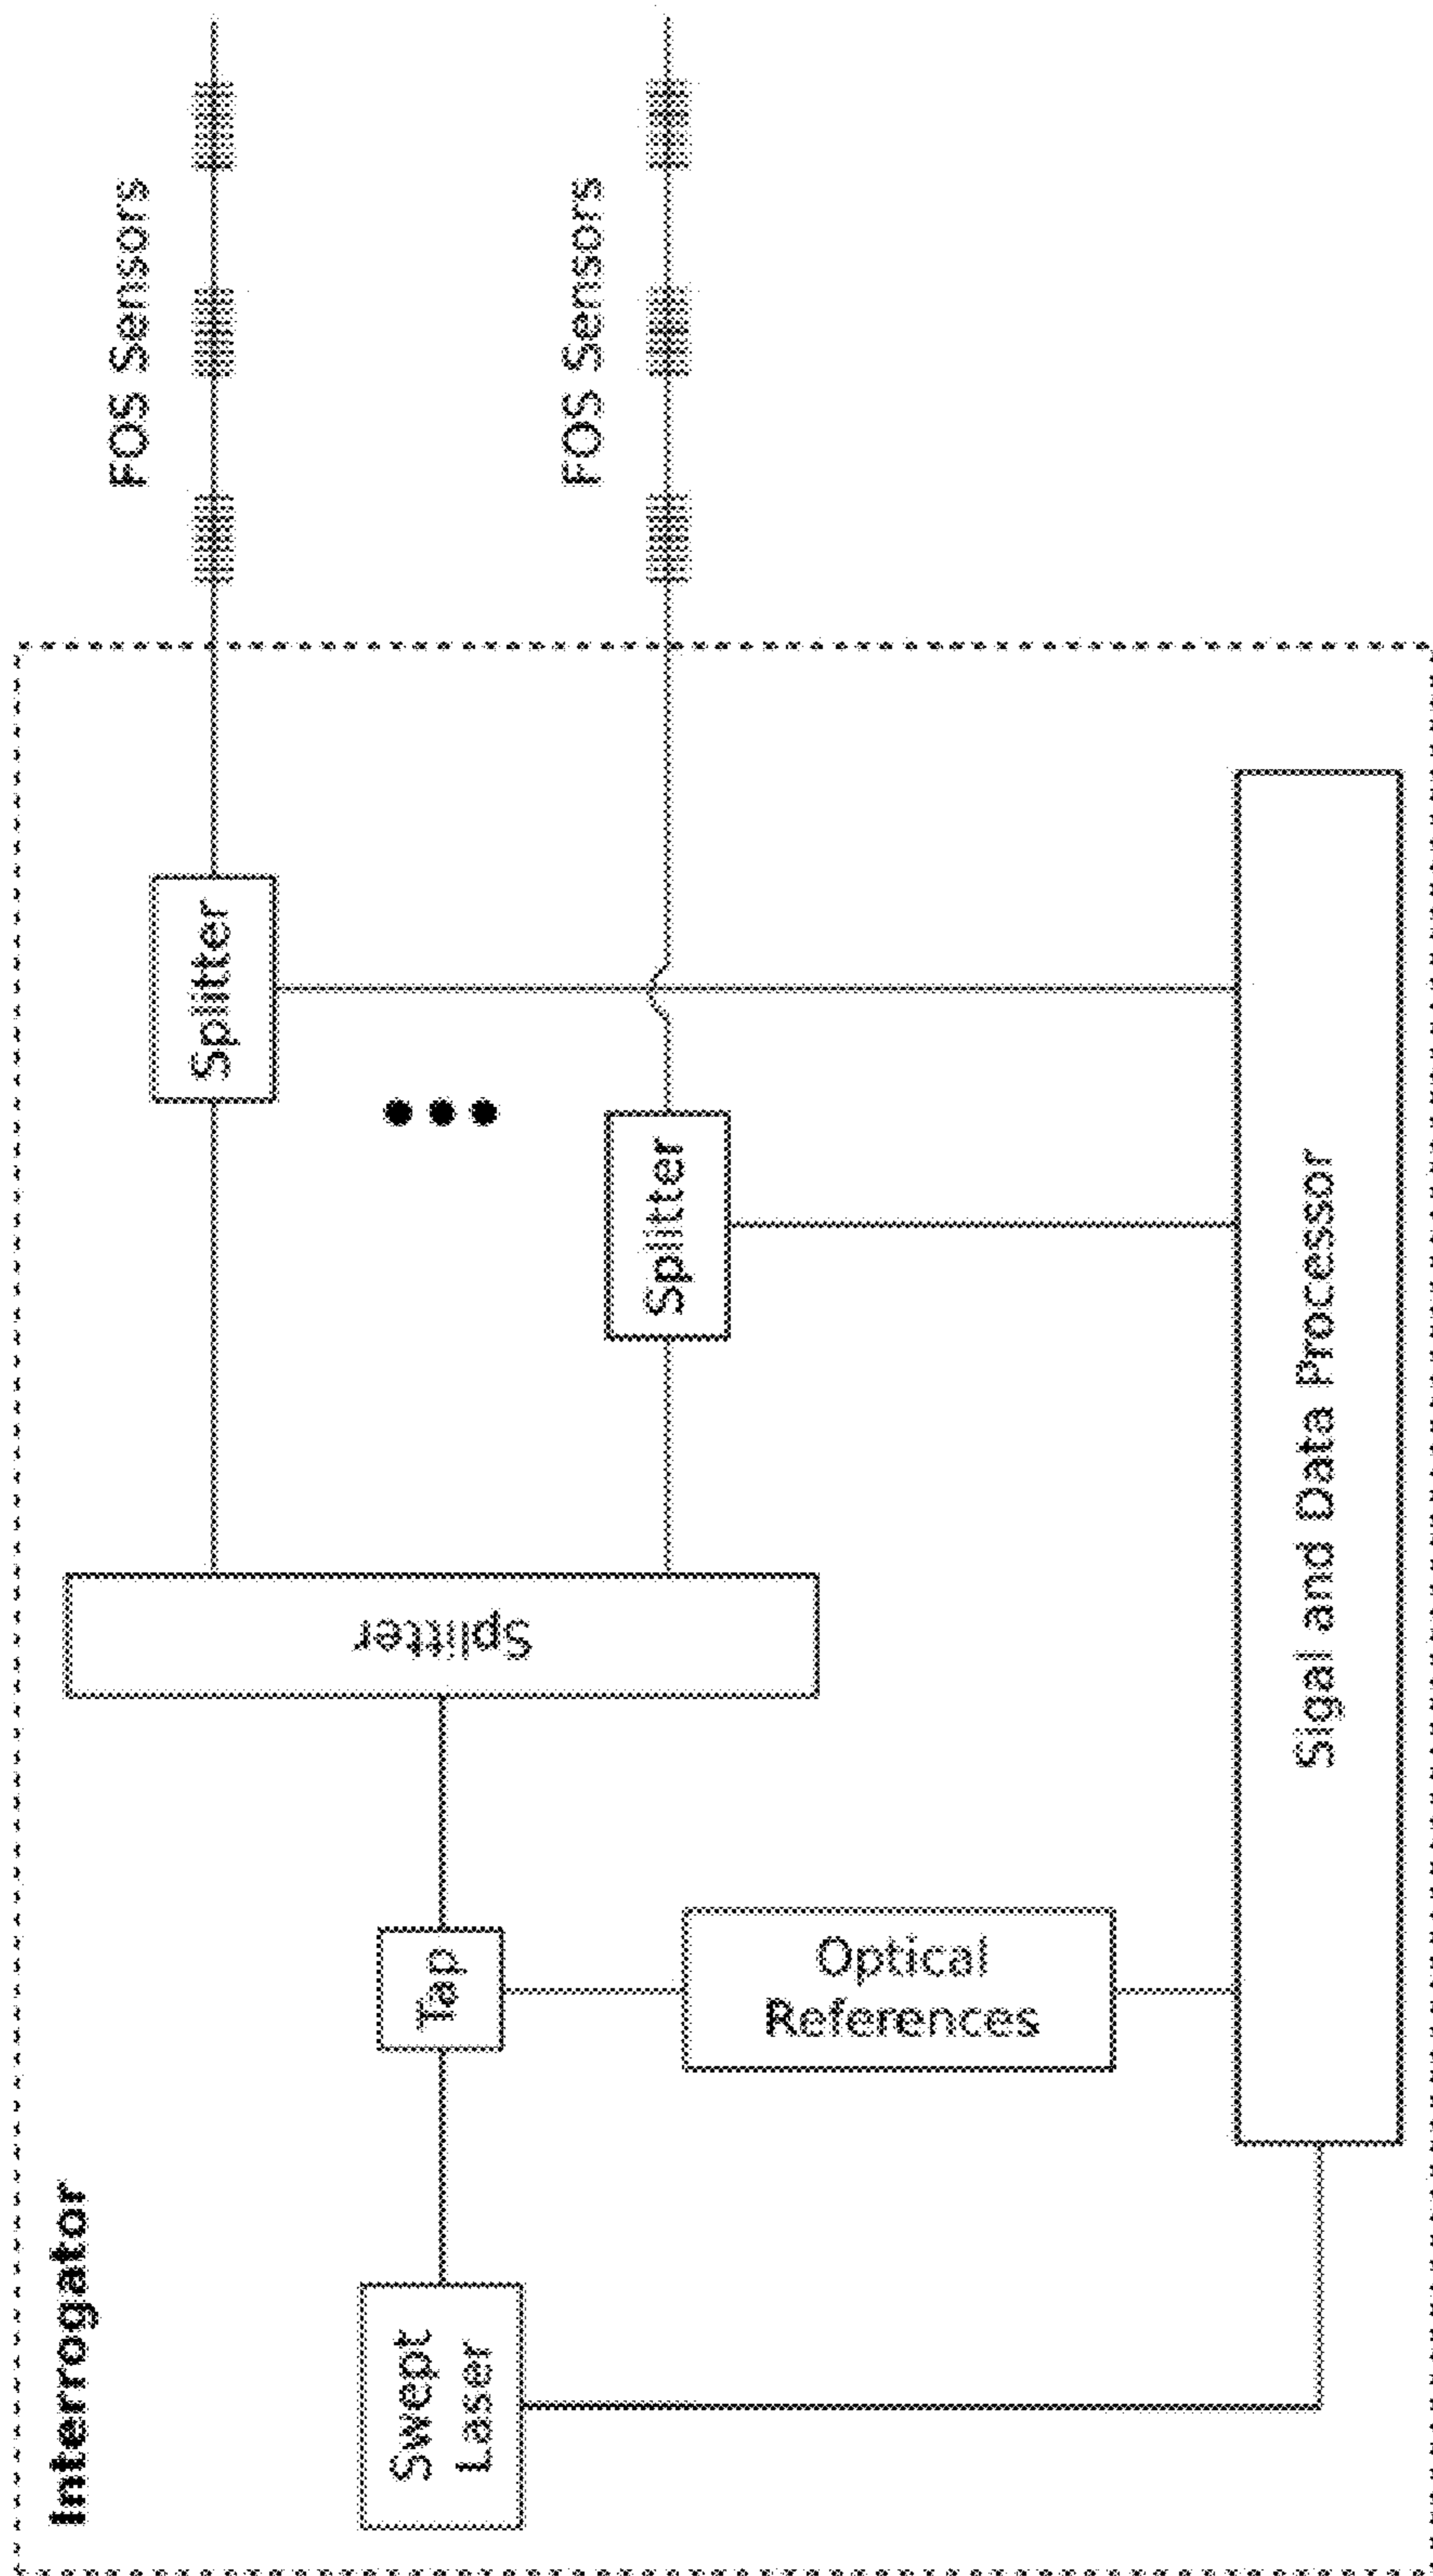 Interrogator
Swept
Laser
Tap
Optical
References
Splitter
Splitter
Splitter
Sigal and Data Processor
FOS Sensors
FOS Sensors